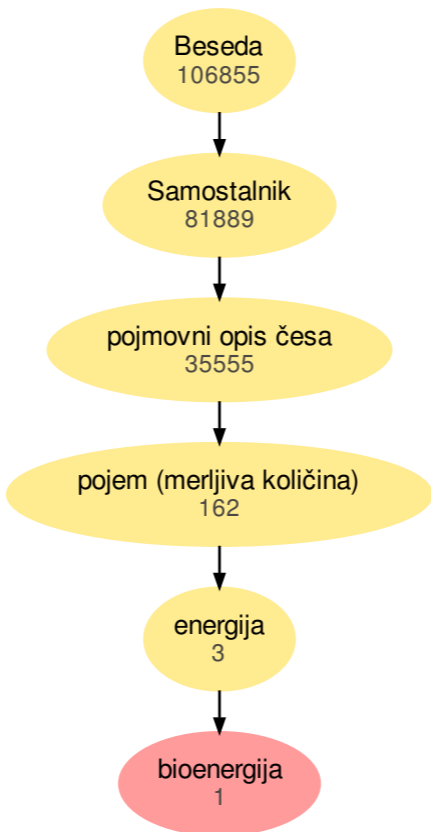 Beseda
106855
Samostalnik
81889
pojmovni opis česa
35555
pojem (merljiva količina)
162
energija
3
bioenergija
1